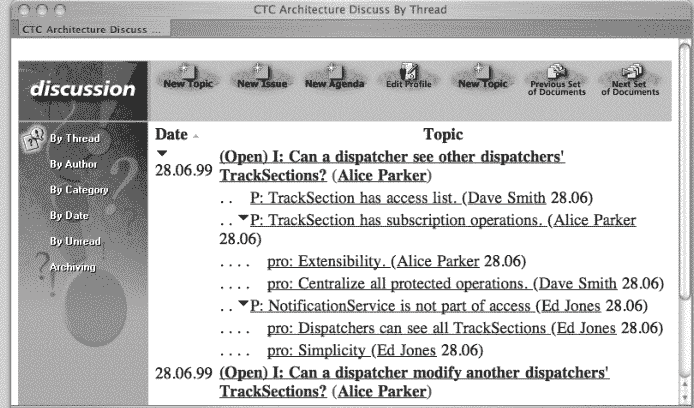 CTC Architecture Discuss By Thread
CTC Architecture Discuss ...
discussion
New Topic
New Issue
New Agenda
Edit Profile
New Topic
Previous Set
of Documents
Next Set
of Documents
By Thread
By Author
By Category
By Date
By Unread
Archiving
Date
Topic
28.06.99 (Open) I: Can a dispatcher see other dispatchers'
TrackSections? (Alice Parker)
. . P: TrackSection has access list. (Dave Smith 28.06)
. . P: TrackSection has subscription operations. (Alice Parker
28.06)
. . . . pro: Extensibility. (Alice Parker 28.06)
. . . . pro: Centralize all protected operations. (Dave Smith 28.06)
. . P: NotificationService is not part of access (Ed Jones 28.06)
. . . . pro: Dispatchers can see all TrackSections (Ed Jones 28.06)
. . . . pro: Simplicity (Ed Jones 28.06)
28.06.99 (Open) I: Can a dispatcher modify another dispatchers'
TrackSections? (Alice Parker)